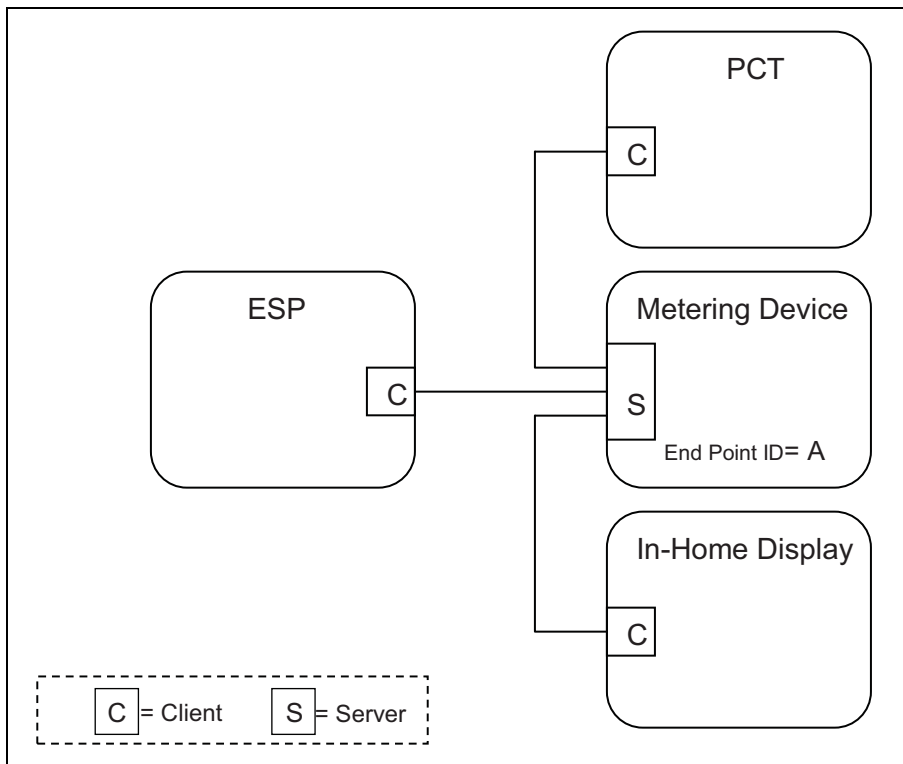 PCT
C
ESP
C
Metering Device
S
End Point ID= A
In-Home Display
C
C = Client S = Server